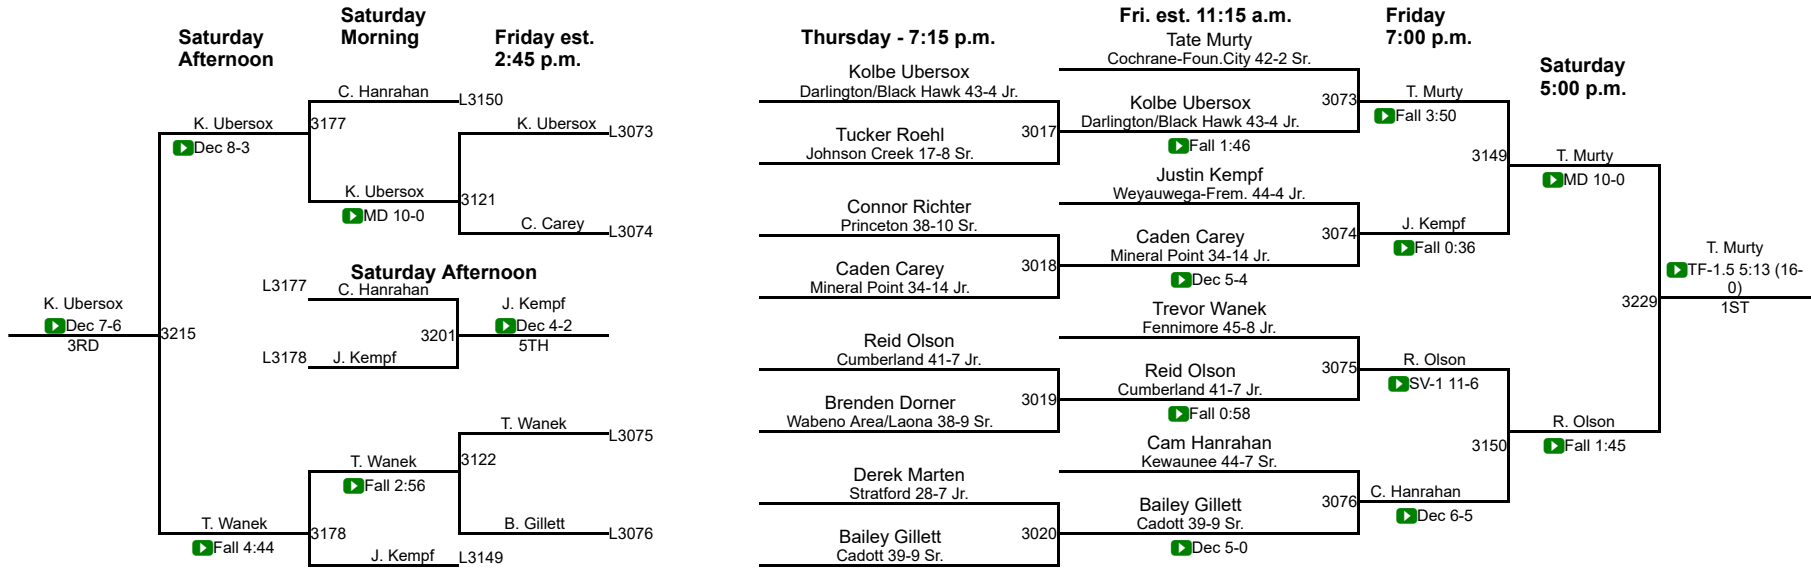 Saturday
Afternoon
Saturday
Morning
Friday est.
2:45 p.m.
C. Hanrahan
L3150
K. Ubersox
Dec 8-3
3177
K. Ubersox
L3073
K. Ubersox
MD 10-0
3121
C. Carey
L3074
Saturday Afternoon
L3177
C. Hanrahan
K. Ubersox
Dec 7-6
3RD
3215
J. Kempf
Dec 4-2
5TH
3201
L3178
J. Kempf
T. Wanek
L3075
T. Wanek
Fall 2:56
3122
T. Wanek
Fall 4:44
3178
B. Gillett
L3076
J. Kempf
L3149
Thursday - 7:15 p.m.
Fri. est. 11:15 a.m.
Friday
7:00 p.m.
Saturday
5:00 p.m.
Kolbe Ubersox
Darlington/Black Hawk 43-4 Jr.
Tucker Roehl
Johnson Creek 17-8 Sr.
3017
Connor Richter
Princeton 38-10 Sr.
Caden Carey
Mineral Point 34-14 Jr.
3018
Reid Olson
Cumberland 41-7 Jr.
Brenden Dorner
Wabeno Area/Laona 38-9 Sr.
3019
Derek Marten
Stratford 28-7 Jr.
Bailey Gillett
Cadott 39-9 Sr.
3020
Tate Murty
Cochrane-Foun.City 42-2 Sr.
Kolbe Ubersox
Darlington/Black Hawk 43-4 Jr.
Fall 1:46
3073
Justin Kempf
Weyauwega-Frem. 44-4 Jr.
Caden Carey
Mineral Point 34-14 Jr.
Dec 5-4
3074
Trevor Wanek
Fennimore 45-8 Jr.
Reid Olson
Cumberland 41-7 Jr.
Fall 0:58
3075
Cam Hanrahan
Kewaunee 44-7 Sr.
Bailey Gillett
Cadott 39-9 Sr.
Dec 5-0
3076
T. Murty
Fall 3:50
3149
J. Kempf
Fall 0:36
R. Olson
SV-1 11-6
3150
C. Hanrahan
Dec 6-5
T. Murty
MD 10-0
R. Olson
Fall 1:45
3229
T. Murty
TF-1.5 5:13 (16-
0)
1ST